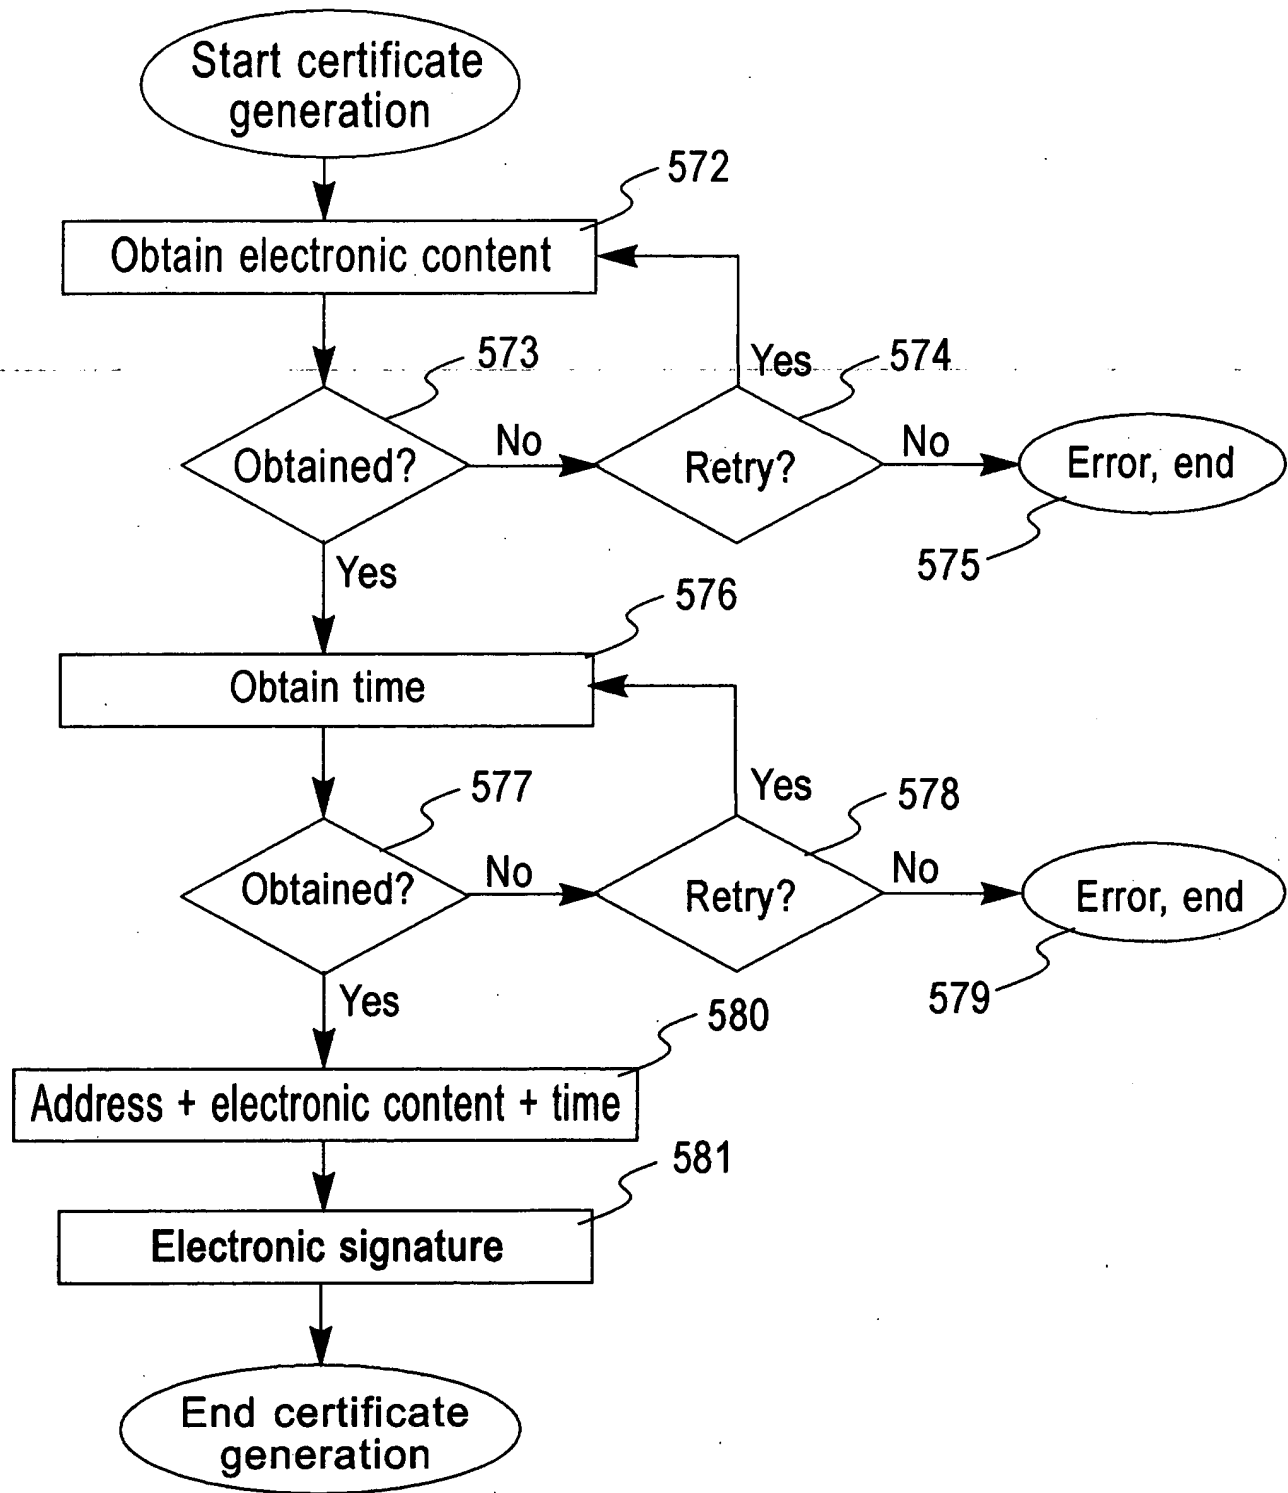 Start certificate
generation
572
Obtain electronic content
573
Yes
574
Obtained?
No
Retry?
No
Error, end
575
Yes
576
Obtain time
577
Yes
578
Obtained?
No
Retry?
No
Error, end
579
Yes
580
Address + electronic content + time
581
Electronic signature
End certificate
generation